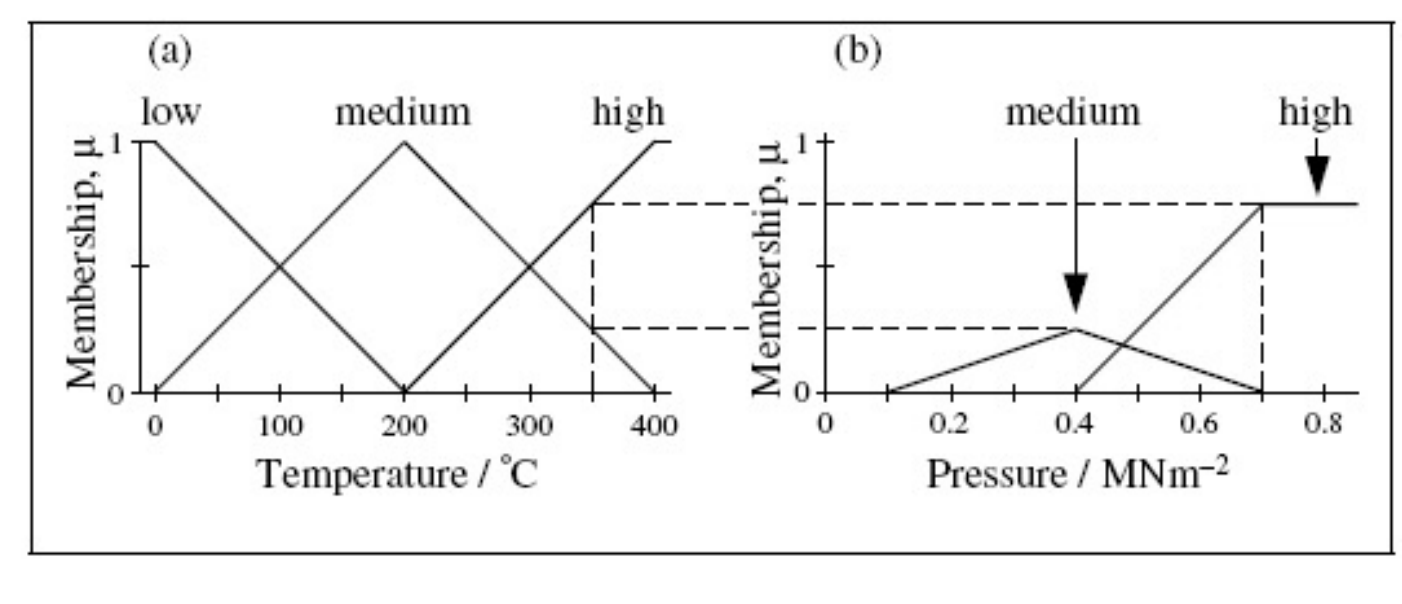 (a)
low medium high
Membership, μ
1
0
0 100 200 300 400
Temperature / °C
(b)
medium high
Membership, μ
1
0
0 0.2 0.4 0.6 0.8
Pressure / MNm⁻²